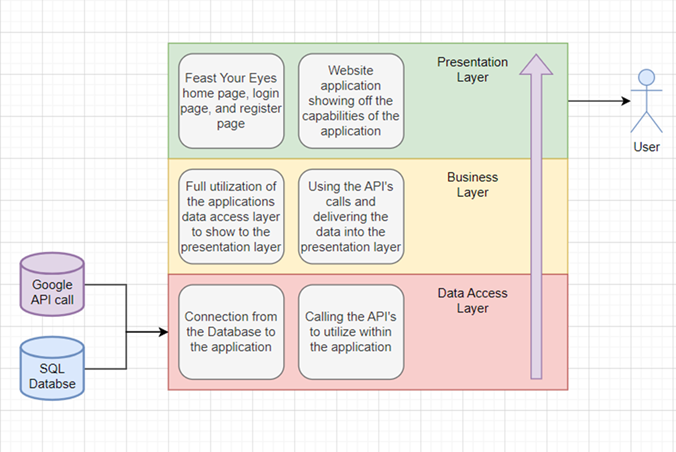 Feast Your Eyes
home page, login
page, and register
page
Website
application
showing off the
capabilities of the
application
Presentation
Layer
User
Full utilization of
the applications
data access layer
to show to the
presentation layer
Using the API's
calls and
delivering the
data into the
presentation layer
Business
Layer
Google
API call
SQL
Databse
Connection from
the Database to
the application
Calling the API's
to utilize within
the application
Data Access
Layer